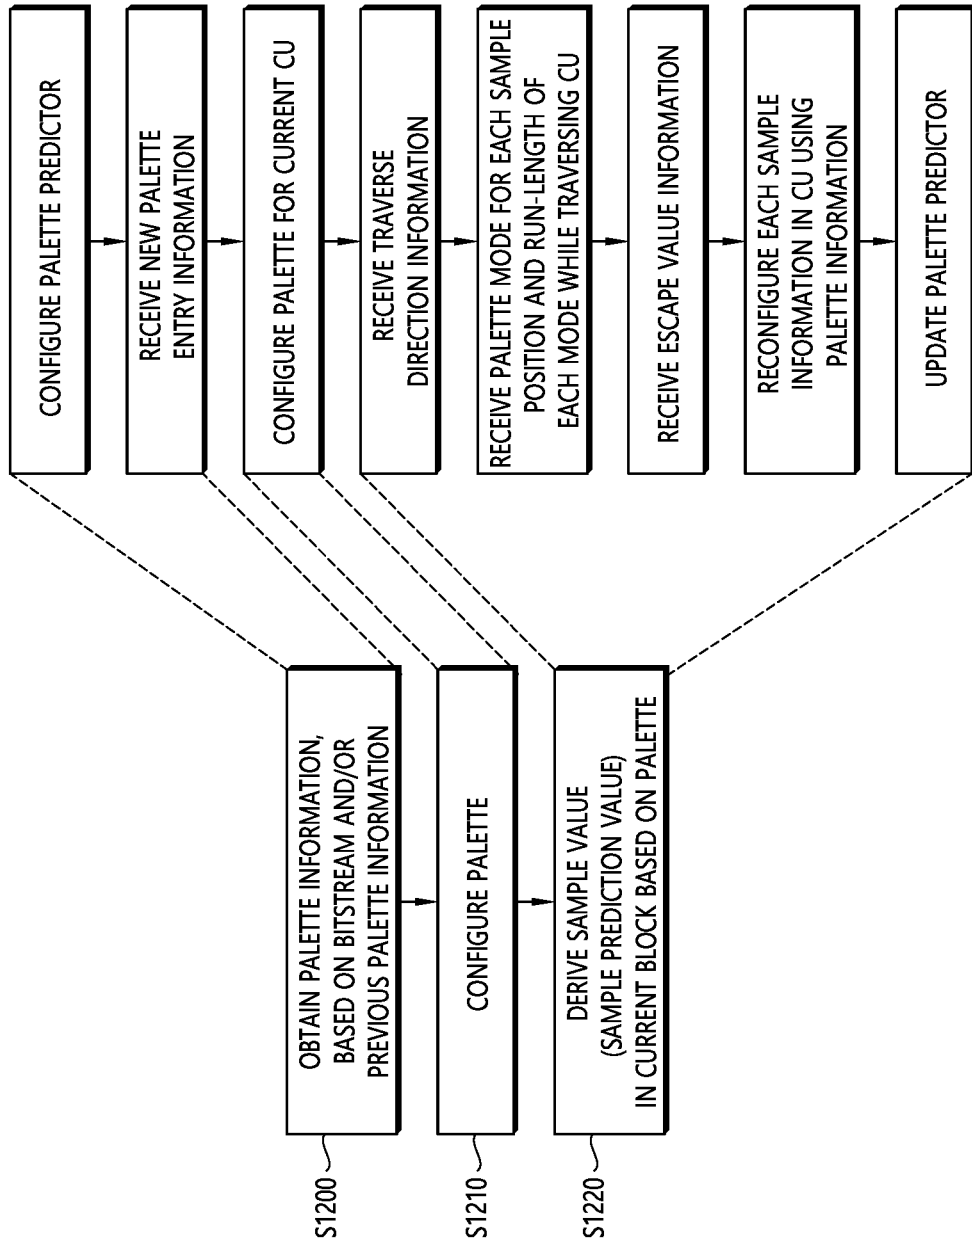 S1200
OBTAIN PALETTE INFORMATION,
BASED ON BITSTREAM AND/OR
PREVIOUS PALETTE INFORMATION
S1210
CONFIGURE PALETTE
S1220
DERIVE SAMPLE VALUE
(SAMPLE PREDICTION VALUE)
IN CURRENT BLOCK BASED ON PALETTE
CONFIGURE PALETTE PREDICTOR
RECEIVE NEW PALETTE
ENTRY INFORMATION
CONFIGURE PALETTE FOR CURRENT CU
RECEIVE TRAVERSE
DIRECTION INFORMATION
RECEIVE PALETTE MODE FOR EACH SAMPLE
POSITION AND RUN-LENGTH OF
EACH MODE WHILE TRAVERSING CU
RECEIVE ESCAPE VALUE INFORMATION
RECONFIGURE EACH SAMPLE
INFORMATION IN CU USING
PALETTE INFORMATION
UPDATE PALETTE PREDICTOR